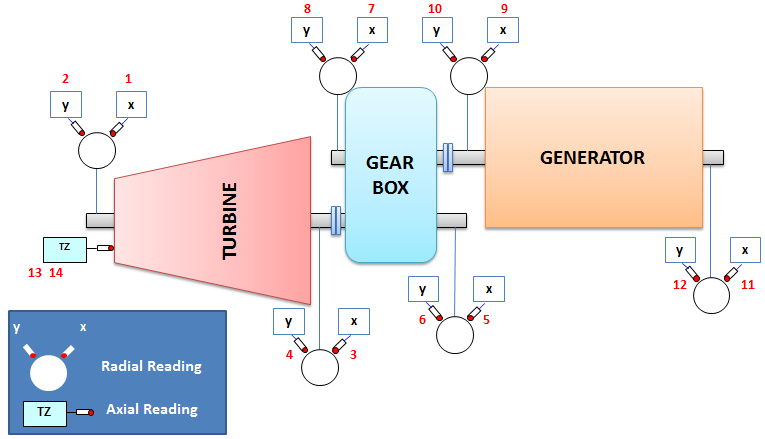 8 7 10 9
y x y x
2 1
y x
TURBINE
GEAR
BOX
GENERATOR
TZ
13 14
y x
12 11
y x
6 5
y x
4 3
y x
Radial Reading
TZ Axial Reading